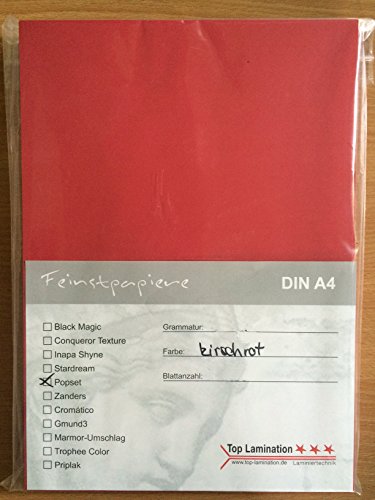 Feinstpapiere DIN A4
Black Magic
Conqueror Texture
Inapa Shyne
Stardream
Popset
Zanders
Cromático
Gmund3
Marmor-Umschlag
Trophee Color
Priplak
Grammatur:
Farbe: kirschrot
Blattanzahl:
Top Lamination
www.top-lamination.de Laminiertechnik